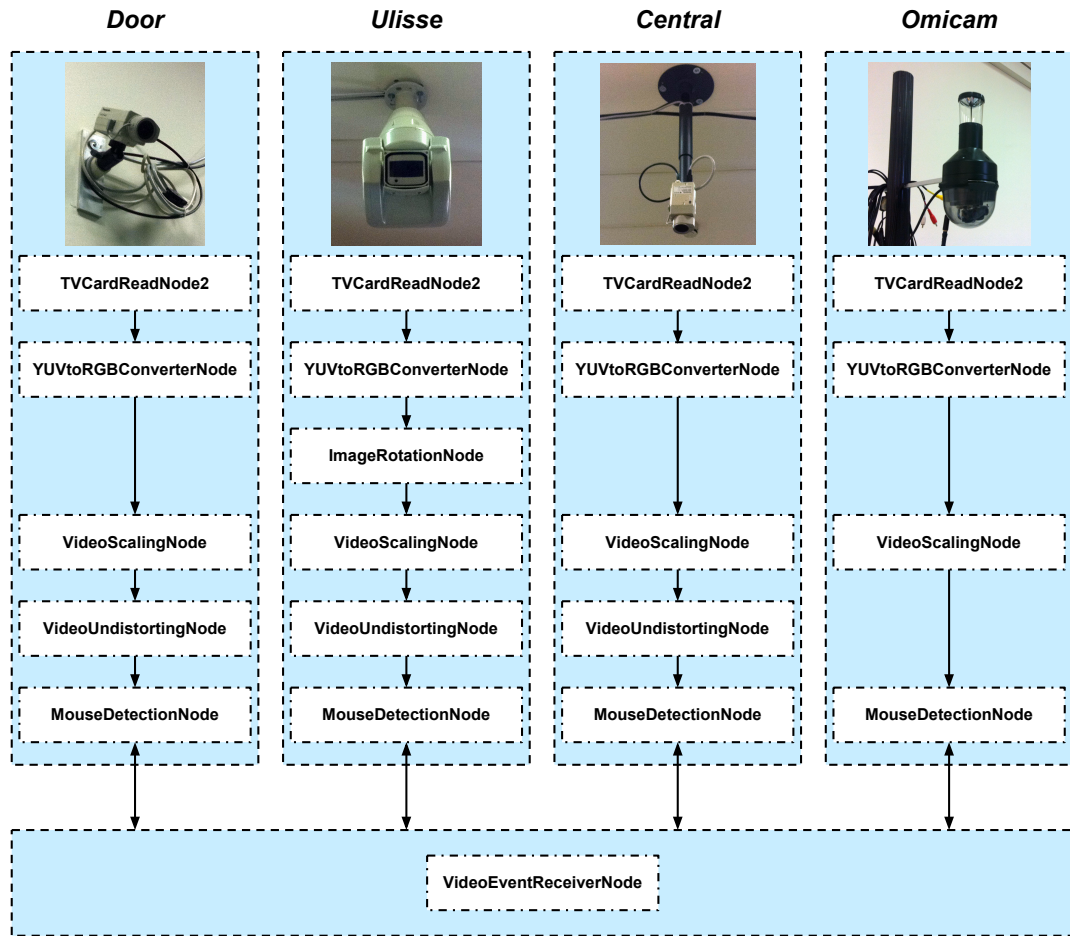 Door
Ulisse
Central
Omicam
TVCardReadNode2
TVCardReadNode2
TVCardReadNode2
TVCardReadNode2
YUVtoRGBConverterNode
YUVtoRGBConverterNode
YUVtoRGBConverterNode
YUVtoRGBConverterNode
ImageRotationNode
VideoScalingNode
VideoScalingNode
VideoScalingNode
VideoScalingNode
VideoUndistortingNode
VideoUndistortingNode
VideoUndistortingNode
MouseDetectionNode
MouseDetectionNode
MouseDetectionNode
MouseDetectionNode
VideoEventReceiverNode